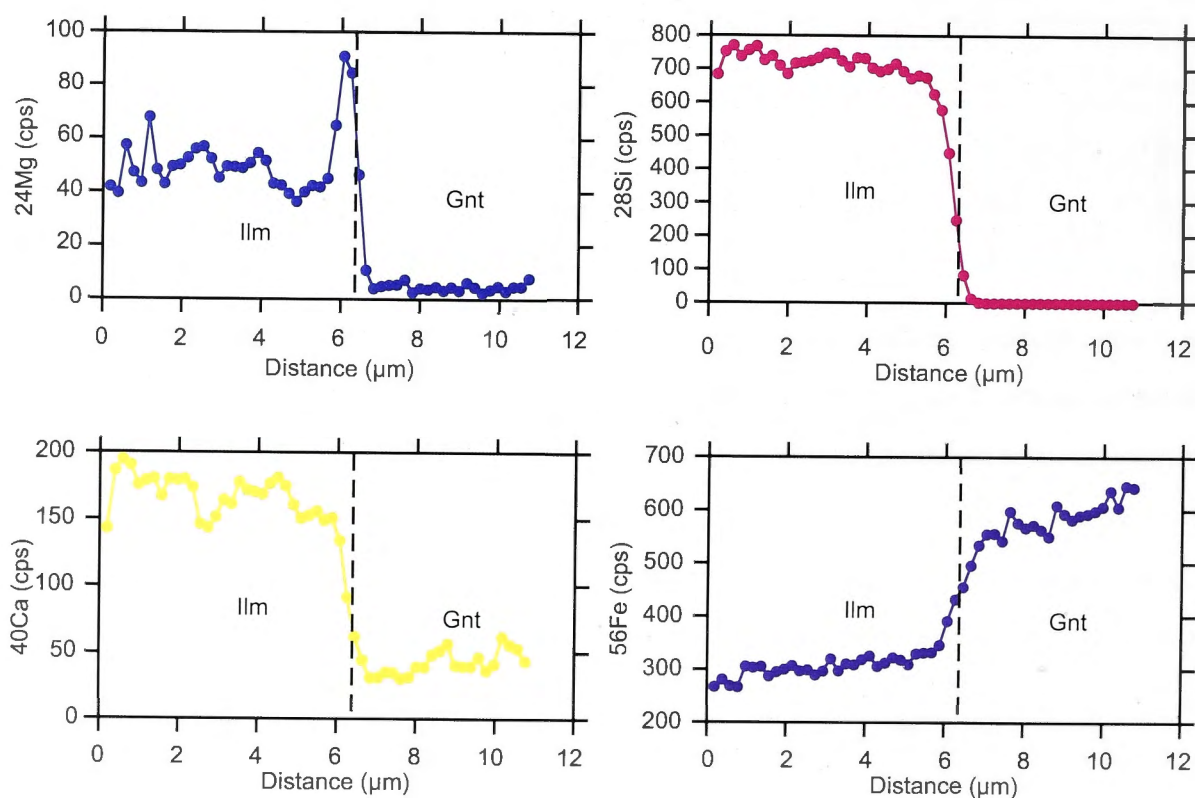 100
80
60
40
20
0
24Mg (cps)
Ilm
Gnt
0 2 4 6 8 10 12
Distance (µm)
800
700
600
500
400
300
200
100
0
28Si (cps)
Ilm
Gnt
0 2 4 6 8 10 12
Distance (µm)
200
150
100
50
0
40Ca (cps)
Ilm
Gnt
0 2 4 6 8 10 12
Distance (µm)
700
600
500
400
300
200
56Fe (cps)
Ilm
Gnt
0 2 4 6 8 10 12
Distance (µm)